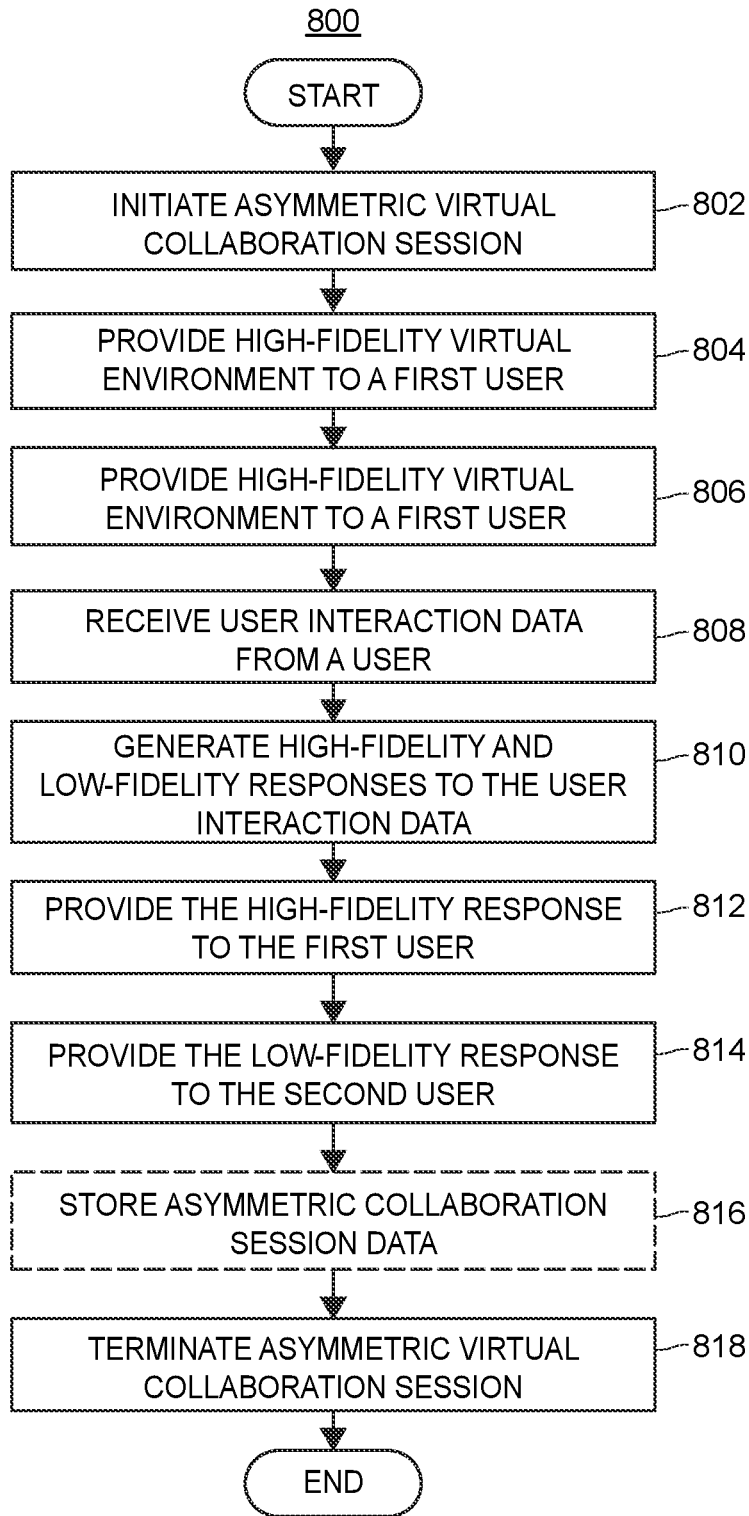 800
START
INITIATE ASYMMETRIC VIRTUAL
COLLABORATION SESSION
802
PROVIDE HIGH-FIDELITY VIRTUAL
ENVIRONMENT TO A FIRST USER
804
PROVIDE HIGH-FIDELITY VIRTUAL
ENVIRONMENT TO A FIRST USER
806
RECEIVE USER INTERACTION DATA
FROM A USER
808
GENERATE HIGH-FIDELITY AND
LOW-FIDELITY RESPONSES TO THE USER
INTERACTION DATA
810
PROVIDE THE HIGH-FIDELITY RESPONSE
TO THE FIRST USER
812
PROVIDE THE LOW-FIDELITY RESPONSE
TO THE SECOND USER
814
STORE ASYMMETRIC COLLABORATION
SESSION DATA
816
TERMINATE ASYMMETRIC VIRTUAL
COLLABORATION SESSION
818
END